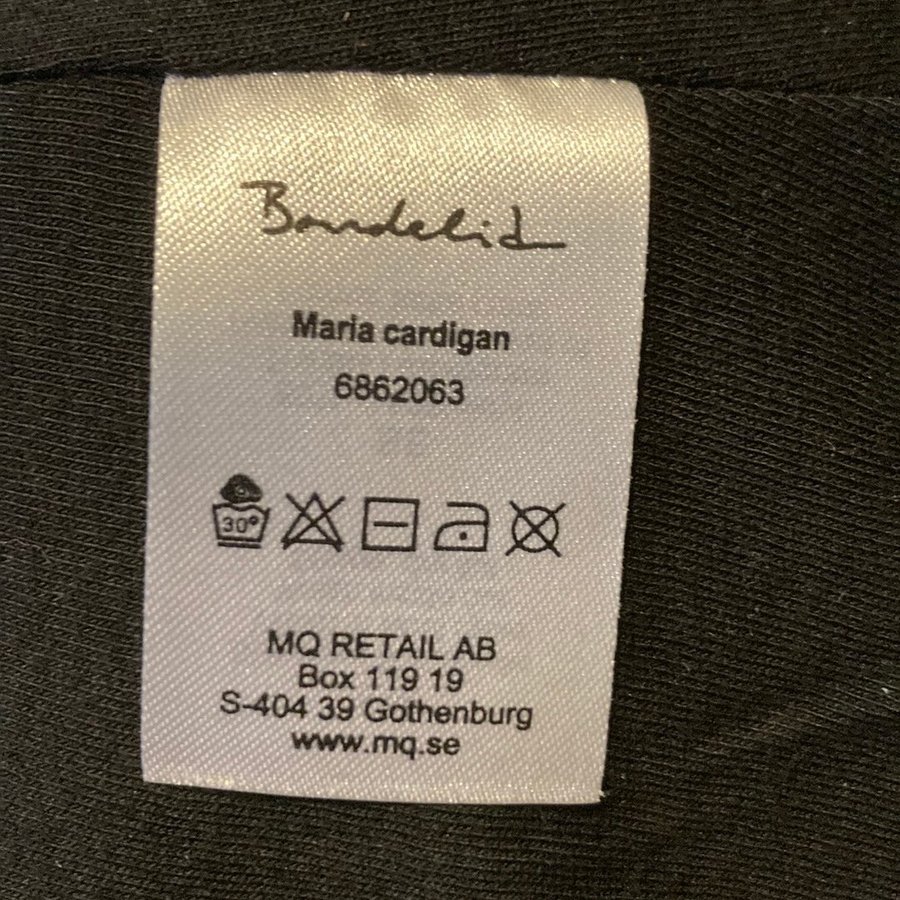 Bondelid
Maria cardigan
6862063
30°
MQ RETAIL AB
Box 119 19
S-404 39 Gothenburg
www.mq.se